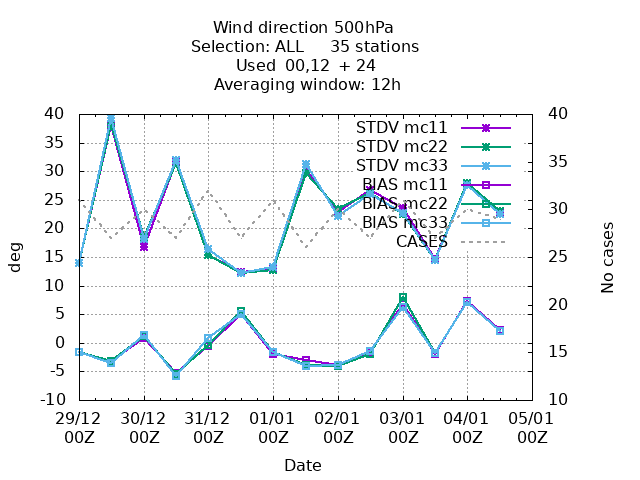 Wind direction 500hPa
Selection: ALL 35 stations
Used 00,12 + 24
Averaging window: 12h
40
35
30
25
20
15
10
5
0
-5
-10
deg
40
35
30
25
20
15
10
No cases
STDV mc11
STDV mc22
STDV mc33
BIAS mc11
BIAS mc22
BIAS mc33
CASES
29/12 30/12 31/12 01/01 02/01 03/01 04/01 05/01
00Z 00Z 00Z 00Z 00Z 00Z 00Z 00Z
Date